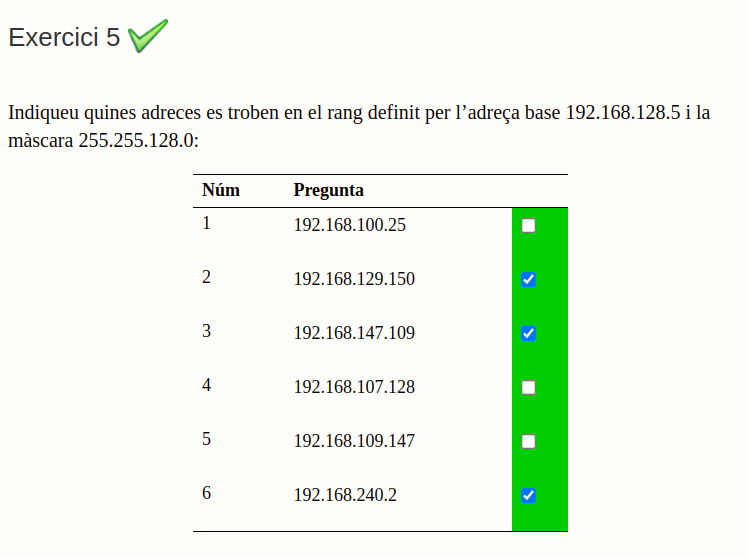 Exercici 5
Indiqueu quines adreces es troben en el rang definit per l’adreça base 192.168.128.5 i la
màscara 255.255.128.0:
Núm Pregunta
1 192.168.100.25
2 192.168.129.150
3 192.168.147.109
4 192.168.107.128
5 192.168.109.147
6 192.168.240.2